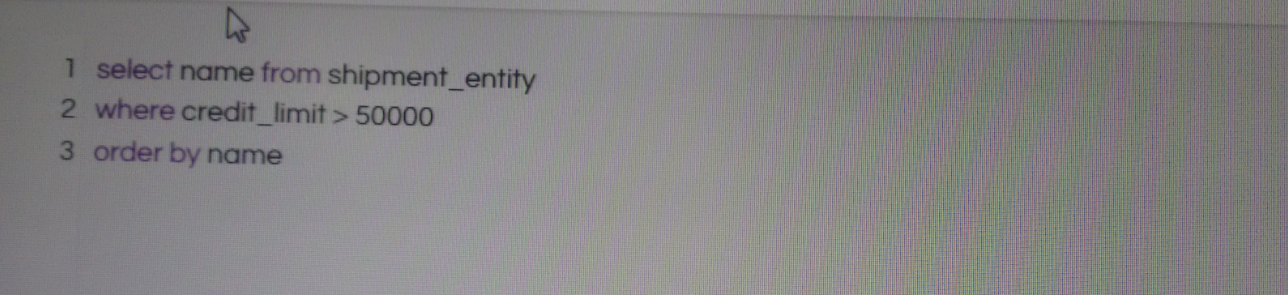 1 select name from shipment_entity
2 where credit_limit > 50000
3 order by name